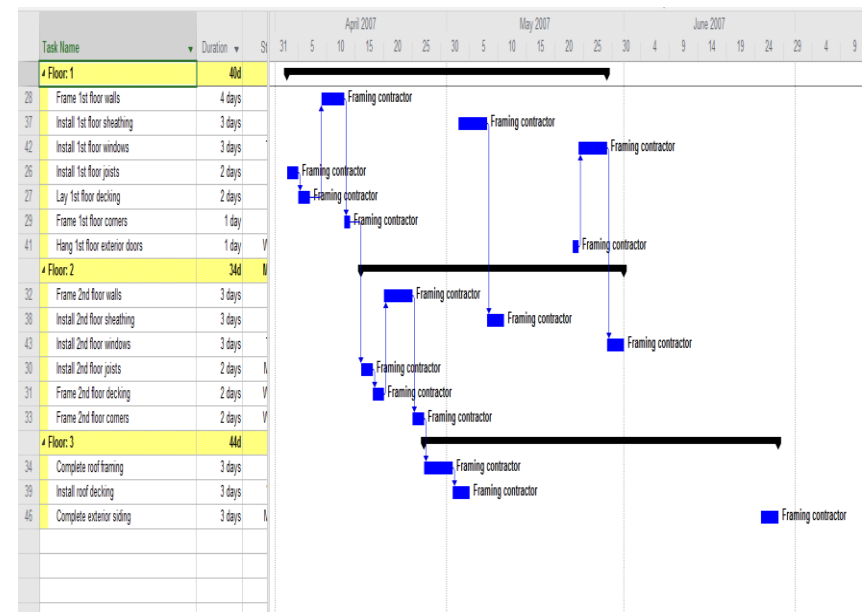 April 2007 May 2007 June 2007
Task Name Duration St 31 5 10 15 20 25 30 5 10 15 20 25 30 4 9 14 19 24 29 4 9
Floor: 1 40d
28 Frame 1st floor walls 4 days Framing contractor
37 Install 1st floor sheathing 3 days Framing contractor
42 Install 1st floor windows 3 days Framing contractor
26 Install 1st floor joists 2 days Framing contractor
27 Lay 1st floor decking 2 days Framing contractor
29 Frame 1st floor corners 1 day Framing contractor
41 Hang 1st floor exterior doors 1 day Framing contractor
Floor: 2 34d
32 Frame 2nd floor walls 3 days Framing contractor
38 Install 2nd floor sheathing 3 days Framing contractor
43 Install 2nd floor windows 3 days Framing contractor
30 Install 2nd floor joists 2 days Framing contractor
31 Frame 2nd floor decking 2 days Framing contractor
33 Frame 2nd floor corners 2 days Framing contractor
Floor: 3 44d
34 Complete roof framing 3 days Framing contractor
39 Install roof decking 3 days Framing contractor
46 Complete exterior siding 3 days Framing contractor